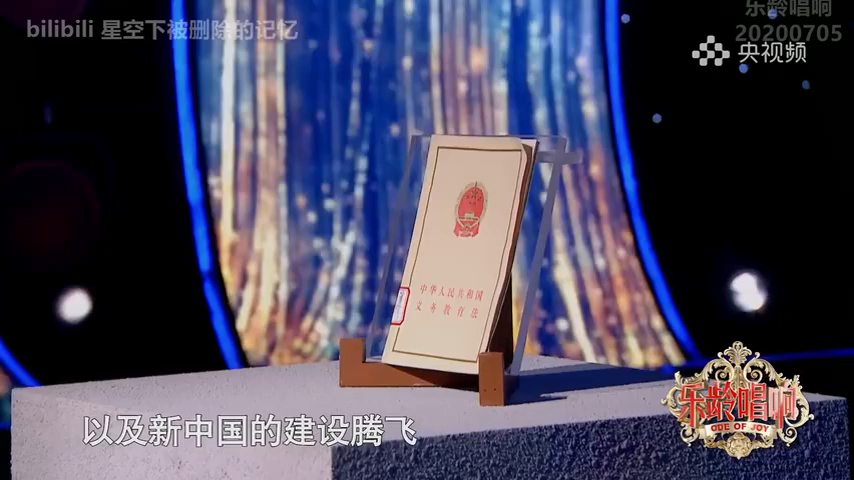 bilibili 星空下被删除的记忆
乐龄唱响
20200705
央视频
中华人民共和国
义务教育法
以及新中国的建设腾飞
乐龄唱响
ODE OF JOY